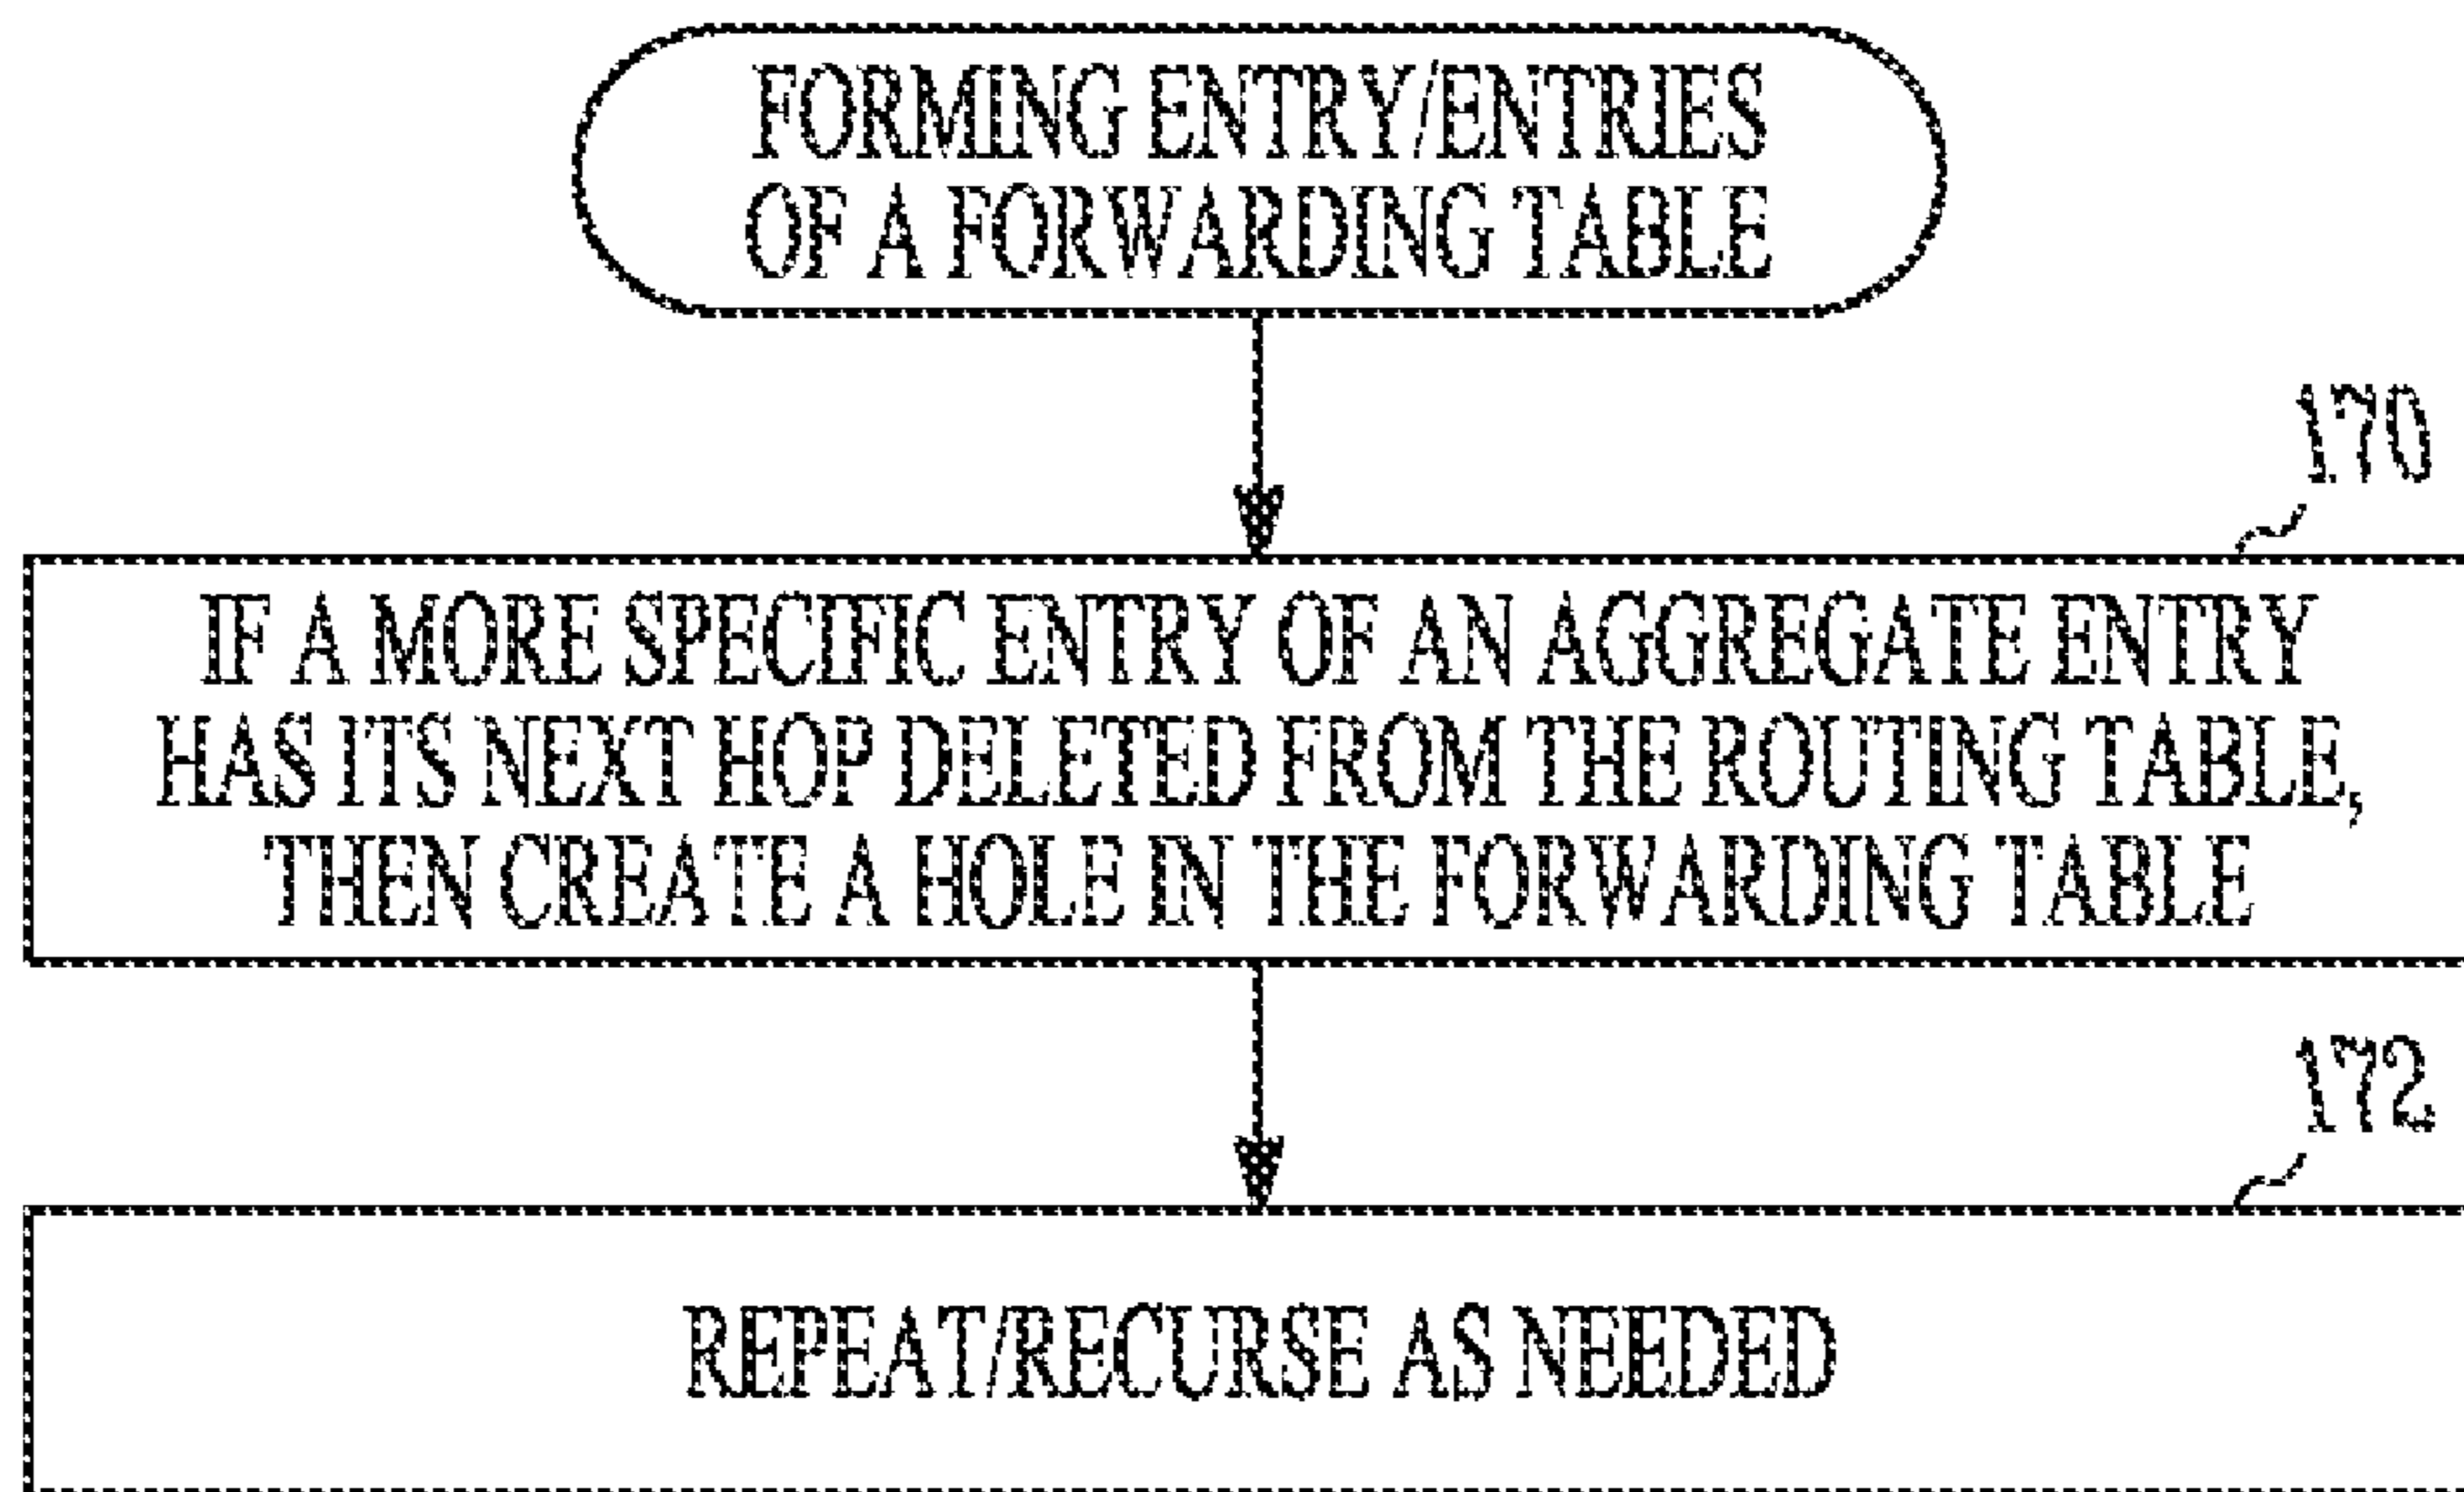 FORMING ENTRY/ENTRIES
OF A FORWARDING TABLE
170
IF A MORE SPECIFIC ENTRY OF AN AGGREGATE ENTRY
HAS ITS NEXT HOP DELETED FROM THE ROUTING TABLE,
THEN CREATE A HOLE IN THE FORWARDING TABLE
172
REPEAT/RECURSE AS NEEDED